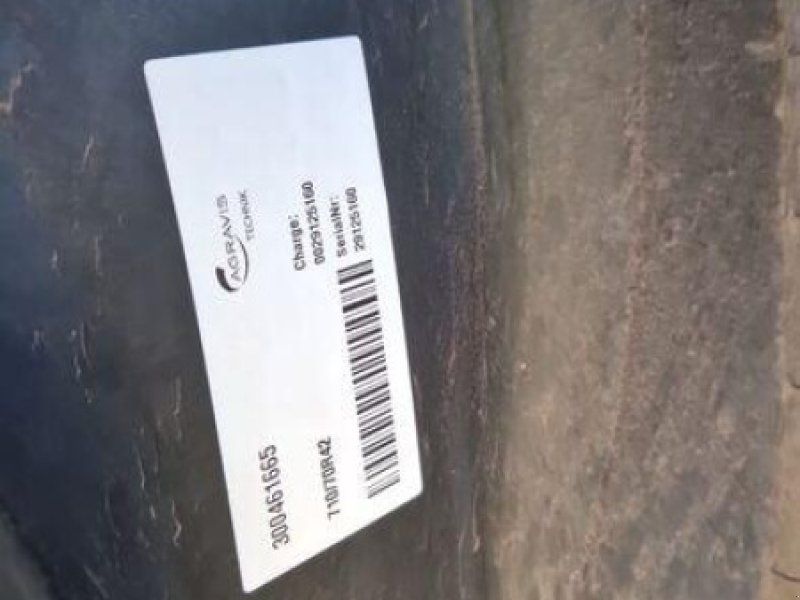 300461665
AGRAVIS
TECHNIK
710/70R42
Charge:
0029125160
SerialNr:
29125160